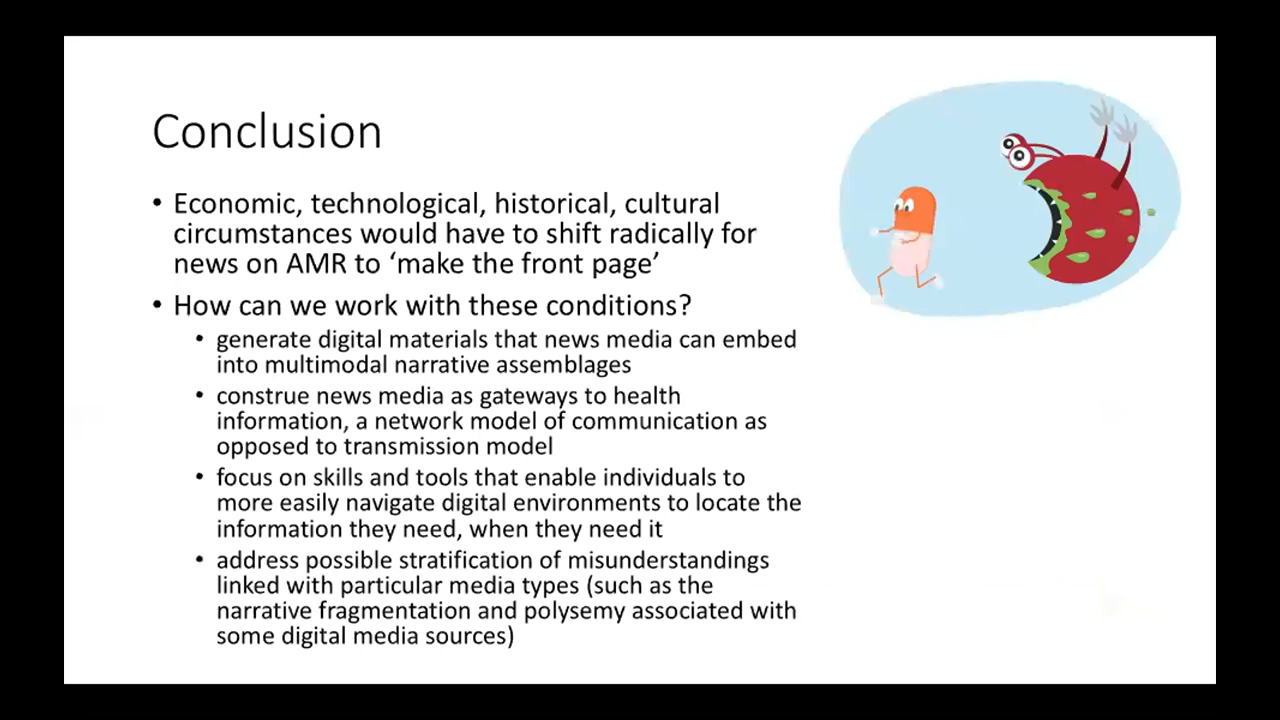 Conclusion
• Economic, technological, historical, cultural
circumstances would have to shift radically for
news on AMR to ‘make the front page’
• How can we work with these conditions?
• generate digital materials that news media can embed
into multimodal narrative assemblages
• construe news media as gateways to health
information, a network model of communication as
opposed to transmission model
• focus on skills and tools that enable individuals to
more easily navigate digital environments to locate the
information they need, when they need it
• address possible stratification of misunderstandings
linked with particular media types (such as the
narrative fragmentation and polysemy associated with
some digital media sources)